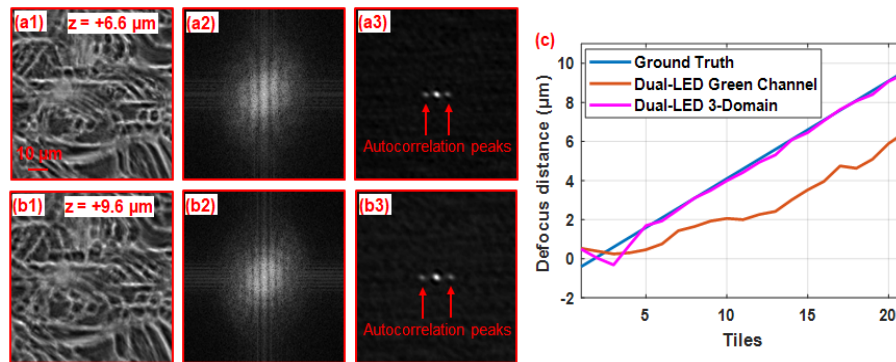 (a1)
z = +6.6 µm
10 µm
(a2)
(a3)
Autocorrelation peaks
(b1)
z = +9.6 µm
(b2)
(b3)
Autocorrelation peaks
(c)
Ground Truth
Dual-LED Green Channel
Dual-LED 3-Domain
Defocus distance (µm)
10
8
6
4
2
0
-2
5
10
15
20
Tiles